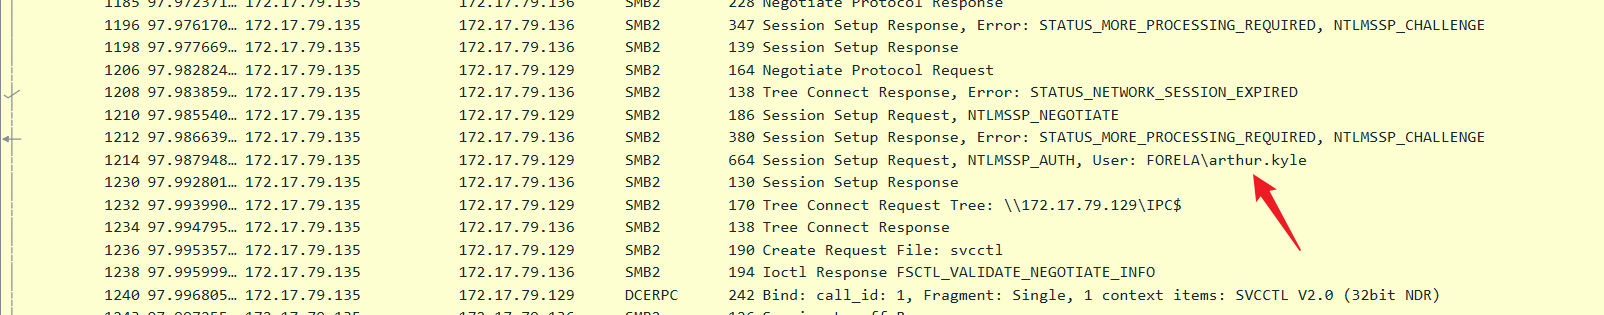 1185 97.972371… 172.17.79.135 172.17.79.136 SMB2 228 Negotiate Protocol Response
1196 97.976170… 172.17.79.135 172.17.79.136 SMB2 347 Session Setup Response, Error: STATUS_MORE_PROCESSING_REQUIRED, NTLMSSP_CHALLENGE
1198 97.977669… 172.17.79.135 172.17.79.136 SMB2 139 Session Setup Response
1206 97.982824… 172.17.79.135 172.17.79.129 SMB2 164 Negotiate Protocol Request
1208 97.983859… 172.17.79.135 172.17.79.136 SMB2 138 Tree Connect Response, Error: STATUS_NETWORK_SESSION_EXPIRED
1210 97.985540… 172.17.79.135 172.17.79.129 SMB2 186 Session Setup Request, NTLMSSP_NEGOTIATE
1212 97.986639… 172.17.79.135 172.17.79.136 SMB2 380 Session Setup Response, Error: STATUS_MORE_PROCESSING_REQUIRED, NTLMSSP_CHALLENGE
1214 97.987948… 172.17.79.135 172.17.79.129 SMB2 664 Session Setup Request, NTLMSSP_AUTH, User: FORELA\arthur.kyle
1230 97.992801… 172.17.79.135 172.17.79.136 SMB2 130 Session Setup Response
1232 97.993990… 172.17.79.135 172.17.79.129 SMB2 170 Tree Connect Request Tree: \\172.17.79.129\IPC$
1234 97.994795… 172.17.79.135 172.17.79.136 SMB2 138 Tree Connect Response
1236 97.995357… 172.17.79.135 172.17.79.129 SMB2 190 Create Request File: svcctl
1238 97.995999… 172.17.79.135 172.17.79.136 SMB2 194 Ioctl Response FSCTL_VALIDATE_NEGOTIATE_INFO
1240 97.996805… 172.17.79.135 172.17.79.129 DCERPC 242 Bind: call_id: 1, Fragment: Single, 1 context items: SVCCTL V2.0 (32bit NDR)